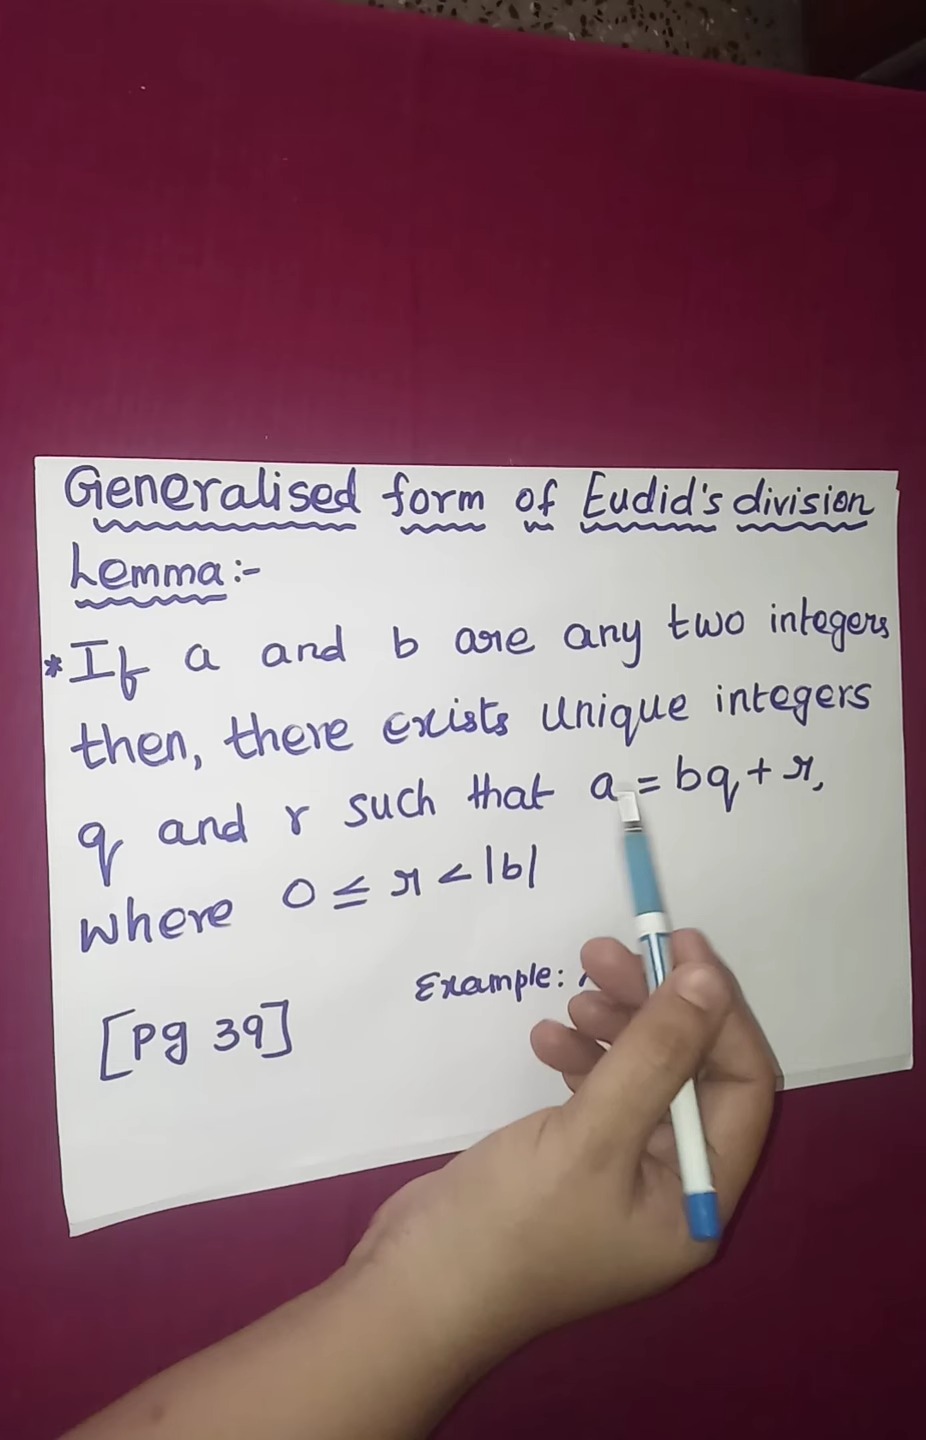 Generalised form of Euclid's division
Lemma:-
*If a and b are any two integers
then, there exists unique integers
q and r such that a = bq + r,
where 0 ≤ r < |b|
Example:
[Pg 39]